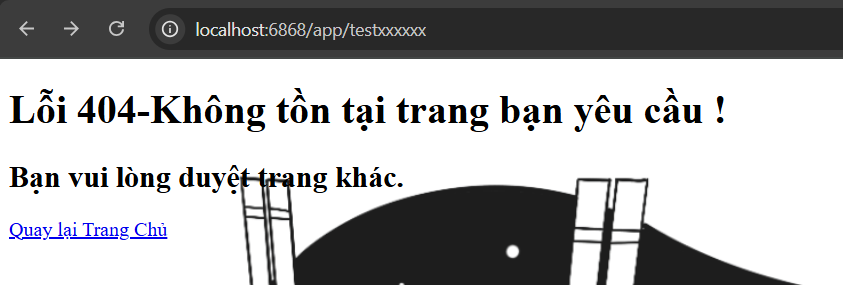 localhost:6868/app/testxxxxxx
Lỗi 404-Không tồn tại trang bạn yêu cầu !
Bạn vui lòng duyệt trang khác.
Quay lại Trang Chủ